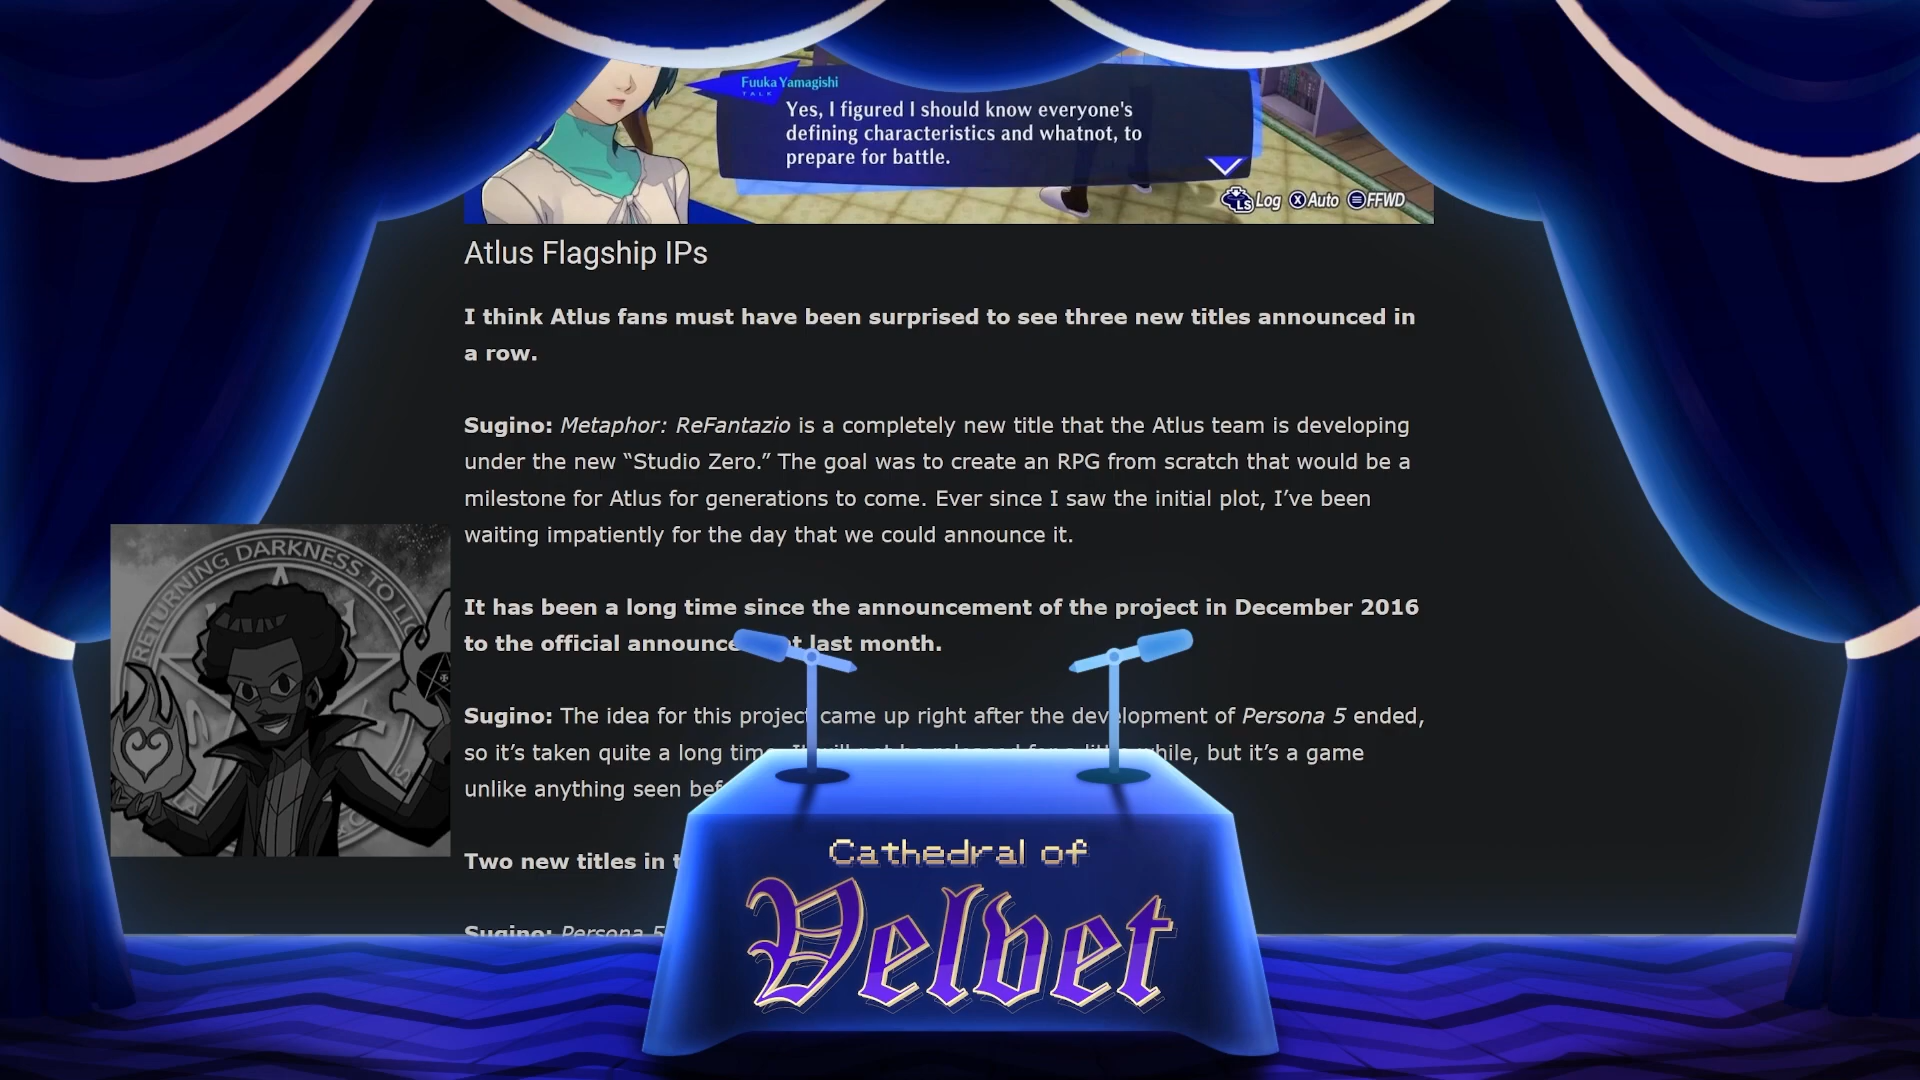 Fuuka Yamagishi
TALK
Yes, I figured I should know everyone's
defining characteristics and whatnot, to
prepare for battle.
LS Log X Auto FFWD
Atlus Flagship IPs
I think Atlus fans must have been surprised to see three new titles announced in
a row.
Sugino: Metaphor: ReFantazio is a completely new title that the Atlus team is developing
under the new “Studio Zero.” The goal was to create an RPG from scratch that would be a
milestone for Atlus for generations to come. Ever since I saw the initial plot, I’ve been
waiting impatiently for the day that we could announce it.
RETURNING DARKNESS TO
It has been a long time since the announcement of the project in December 2016
to the official last month.
Sugino: The idea for this project came up right after the development of Persona 5 ended,
so it’s taken quite a long while, but it’s a game
unlike anything seen
Two new titles in
Sugino: Persona 5
Cathedral of
Velvet